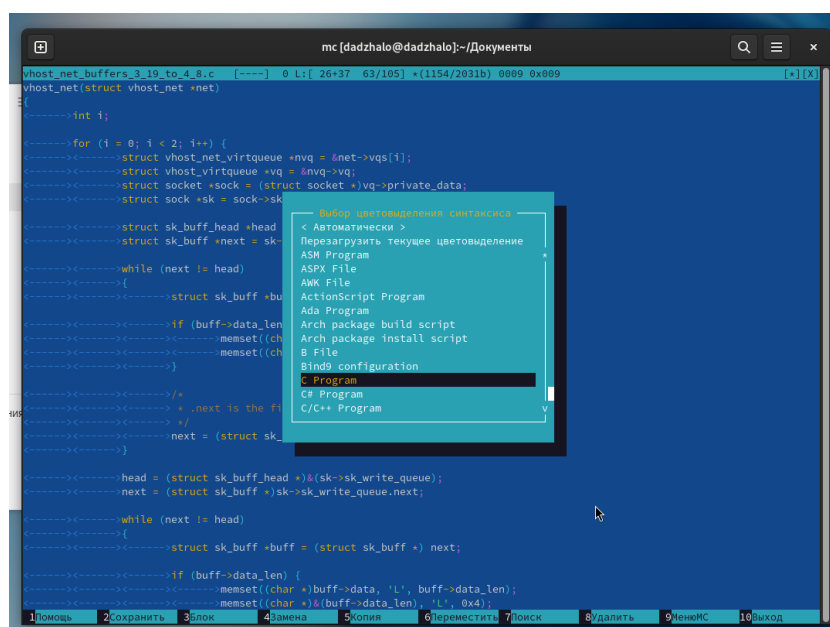 mc [dadzhalo@dadzhalo]:~/Документы
vhost_net_buffers_3_19_to_4_8.c [----] 0 L:[ 26+37 63/105] *(1154/2031b) 0009 0x009 [*][X]
vhost_net(struct vhost_net *net)
{
<------>int i;
<------>for (i = 0; i < 2; i++) {
<------><------>struct vhost_net_virtqueue *nvq = &net->vqs[i];
<------><------>struct vhost_virtqueue *vq = &nvq->vq;
<------><------>struct socket *sock = (struct socket *)vq->private_data;
<------><------>struct sock *sk = sock->sk
<------><------>struct sk_buff_head *head
<------><------>struct sk_buff *next = sk-
<------><------>while (next != head)
<------><------>{
<------><------><------>struct sk_buff *bu
<------><------><------>if (buff->data_len
<------><------><------><------>memset((ch
<------><------><------><------>memset((ch
<------><------><------>}
<------><------><------>/*
<------><------><------> * .next is the fi
<------><------><------> */
<------><------><------>next = (struct sk_
<------><------>}
<------><------>head = (struct sk_buff_head *)&(sk->sk_write_queue);
<------><------>next = (struct sk_buff *)sk->sk_write_queue.next;
<------><------>while (next != head)
<------><------>{
<------><------><------>struct sk_buff *buff = (struct sk_buff *) next;
<------><------><------>if (buff->data_len) {
<------><------><------><------>memset((char *)buff->data, 'L', buff->data_len);
<------><------><------><------>memset((char *)&(buff->data_len), 'L', 0x4);
Выбор цветовыделения синтаксиса
< Автоматически >
Перезагрузить текущее цветовыделение
ASM Program
ASPX File
AWK File
ActionScript Program
Ada Program
Arch package build script
Arch package install script
B File
Bind9 configuration
C Program
C# Program
C/C++ Program
1Помощь 2Сохранить 3Блок 4Замена 5Копия 6Переместить 7Поиск 8Удалить 9МенюMC 10Выход